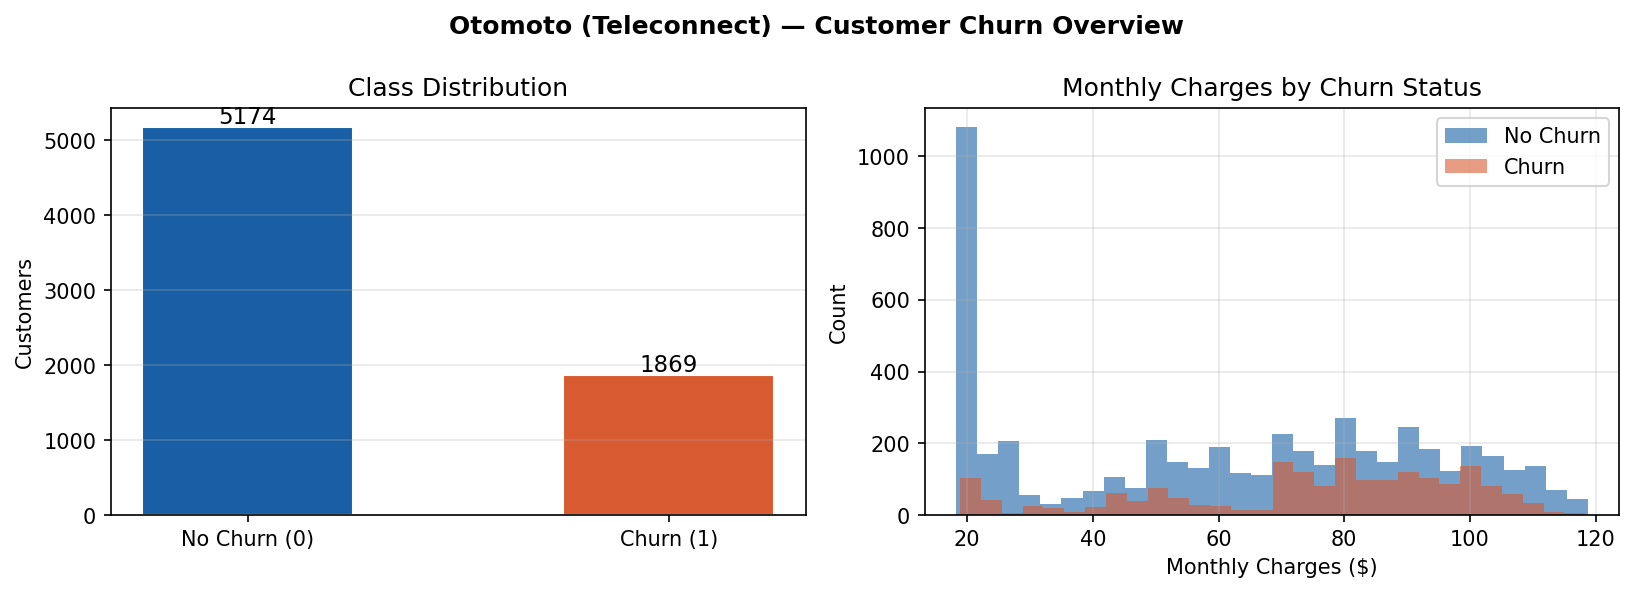 Otomoto (Teleconnect) — Customer Churn Overview
Class Distribution
Customers
5000
4000
3000
2000
1000
0
5174
1869
No Churn (0)
Churn (1)
Monthly Charges by Churn Status
Count
1000
800
600
400
200
0
No Churn
Churn
20
40
60
80
100
120
Monthly Charges ($)